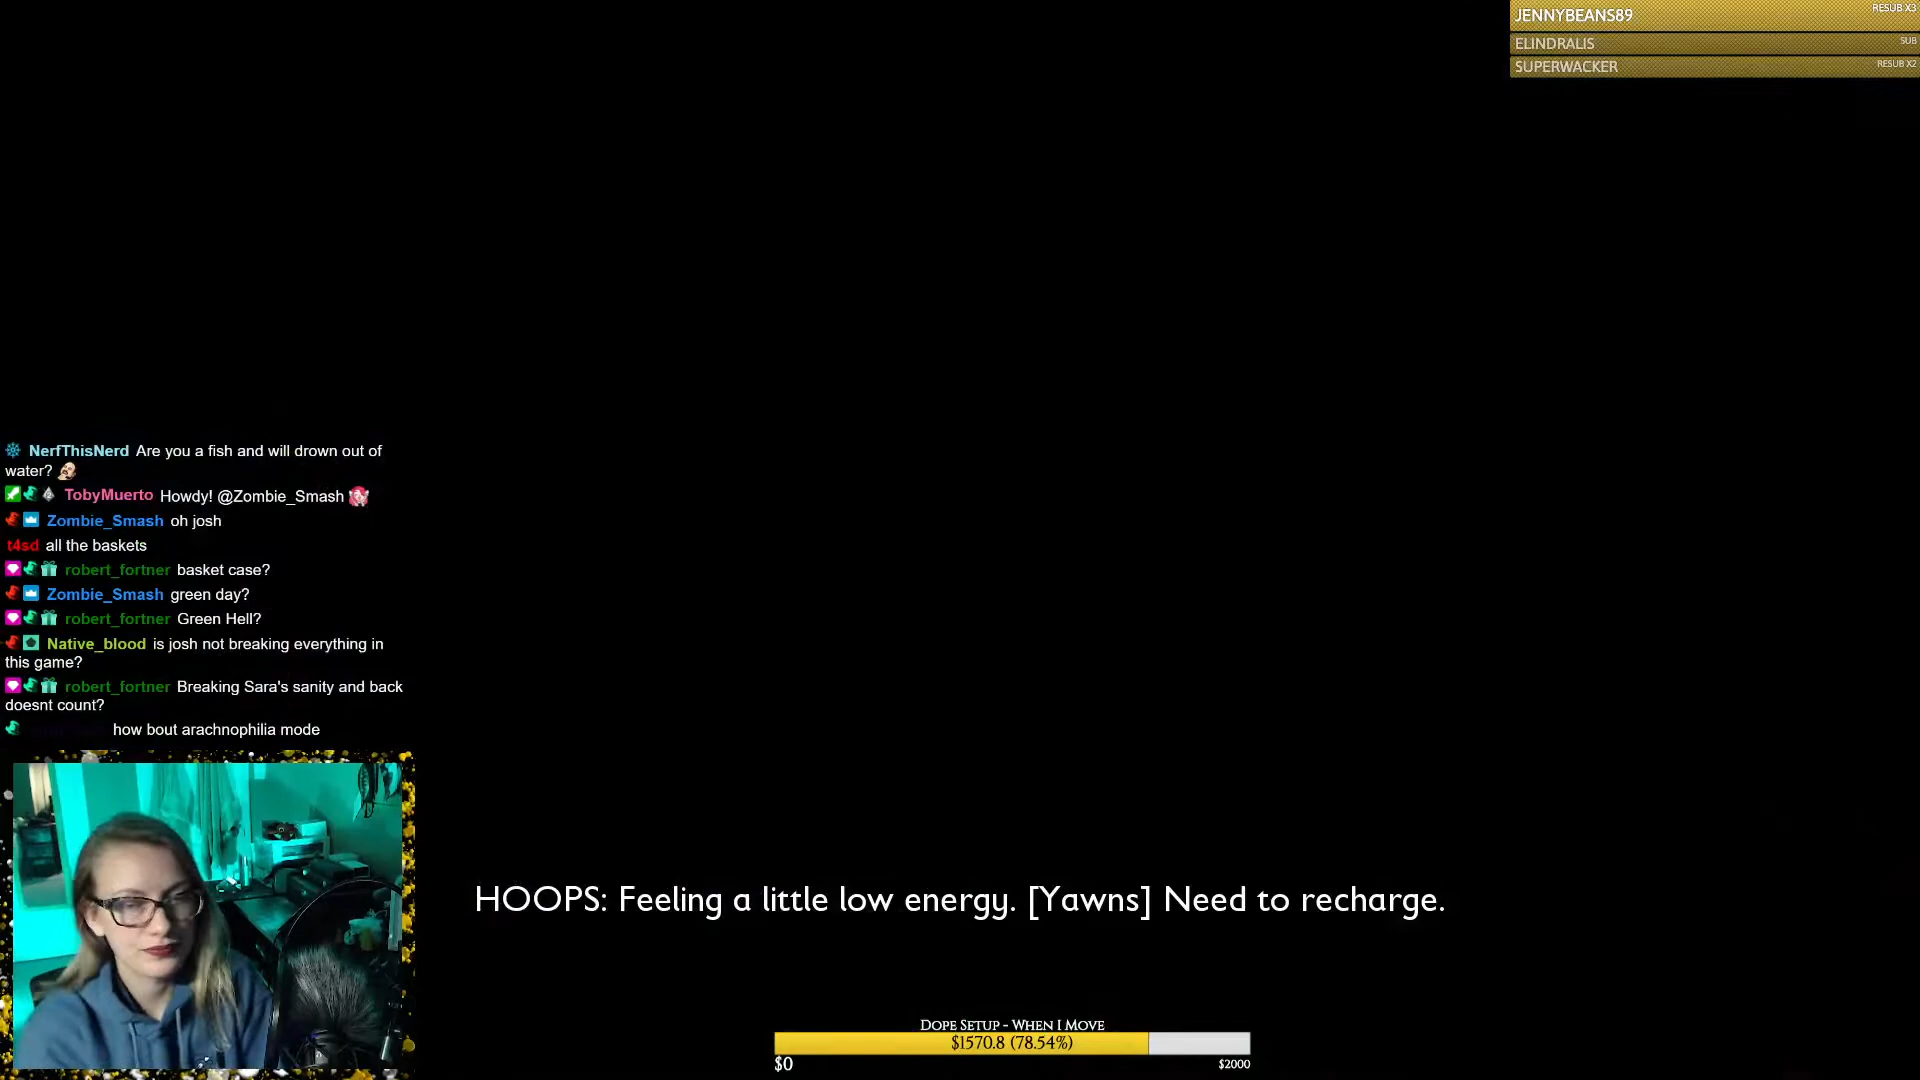 JENNYBEANS89 RESUB X3
ELINDRALIS SUB
SUPERWACKER RESUB X2
NerfThisNerd Are you a fish and will drown out of
water?
TobyMuerto Howdy! @Zombie_Smash
Zombie_Smash oh josh
t4sd all the baskets
robert_fortner basket case?
Zombie_Smash green day?
robert_fortner Green Hell?
Native_blood is josh not breaking everything in
this game?
robert_fortner Breaking Sara's sanity and back
doesnt count?
how bout arachnophilia mode
HOOPS: Feeling a little low energy. [Yawns] Need to recharge.
DOPE SETUP - WHEN I MOVE
$1570.8 (78.54%)
$0 $2000